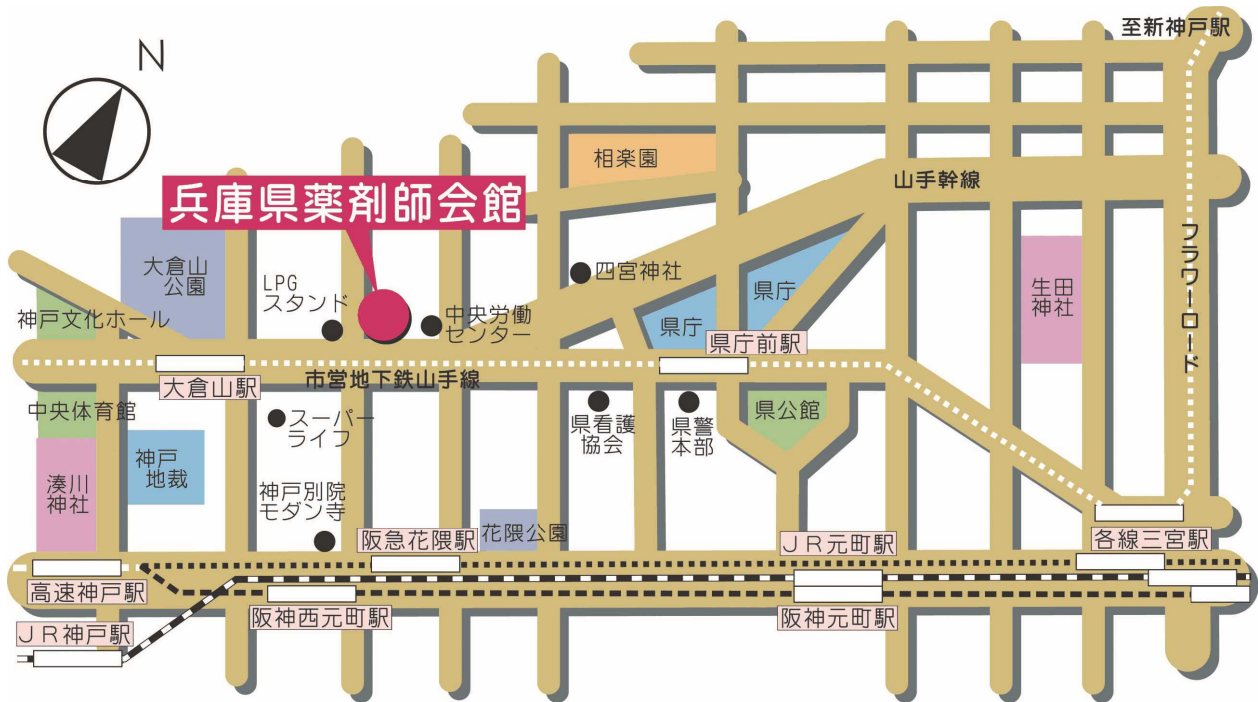 至新神戸駅
N
相楽園
山手幹線
兵庫県薬剤師会館
大倉山
公園
LPG
スタンド
四宮神社
県庁
生田
神社
フラワーロード
神戸文化ホール
中央労働
センター
県庁
県庁前駅
大倉山駅
市営地下鉄山手線
中央体育館
スーパー
ライフ
県看護
協会
県警
本部
県公館
湊川
神社
神戸
地裁
神戸別院
モダン寺
阪急花隈駅
花隈公園
JR元町駅
各線三宮駅
高速神戸駅
阪神西元町駅
阪神元町駅
JR神戸駅